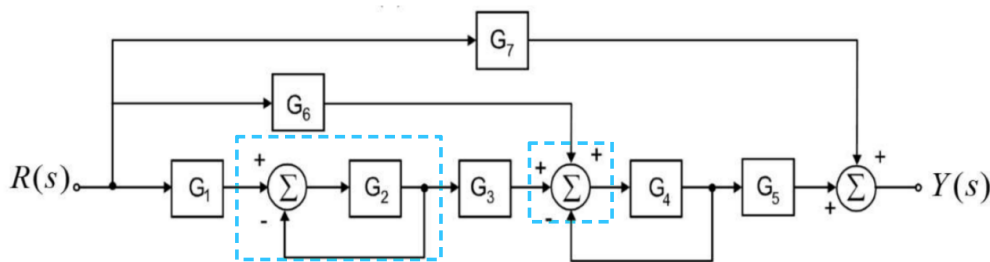 G7
G6
+ + +
+
R(s) G1 Σ G2 G3 Σ G4 G5 Σ Y(s)
- - +